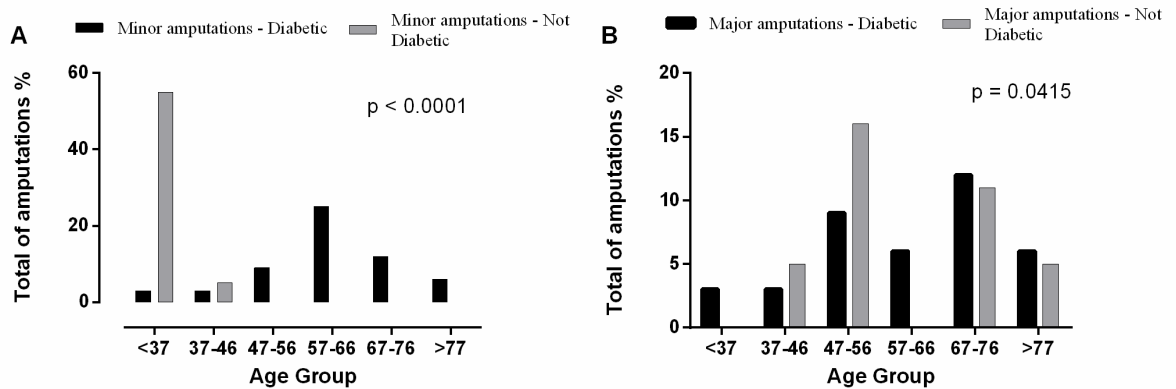 A
Minor amputations - Diabetic
Minor amputations - Not
Diabetic
p < 0.0001
Total of amputations %
60
40
20
0
<37
37-46
47-56
57-66
67-76
>77
Age Group
B
Major amputations - Diabetic
Major amputations - Not
Diabetic
p = 0.0415
Total of amputations %
20
15
10
5
0
<37
37-46
47-56
57-66
67-76
>77
Age Group